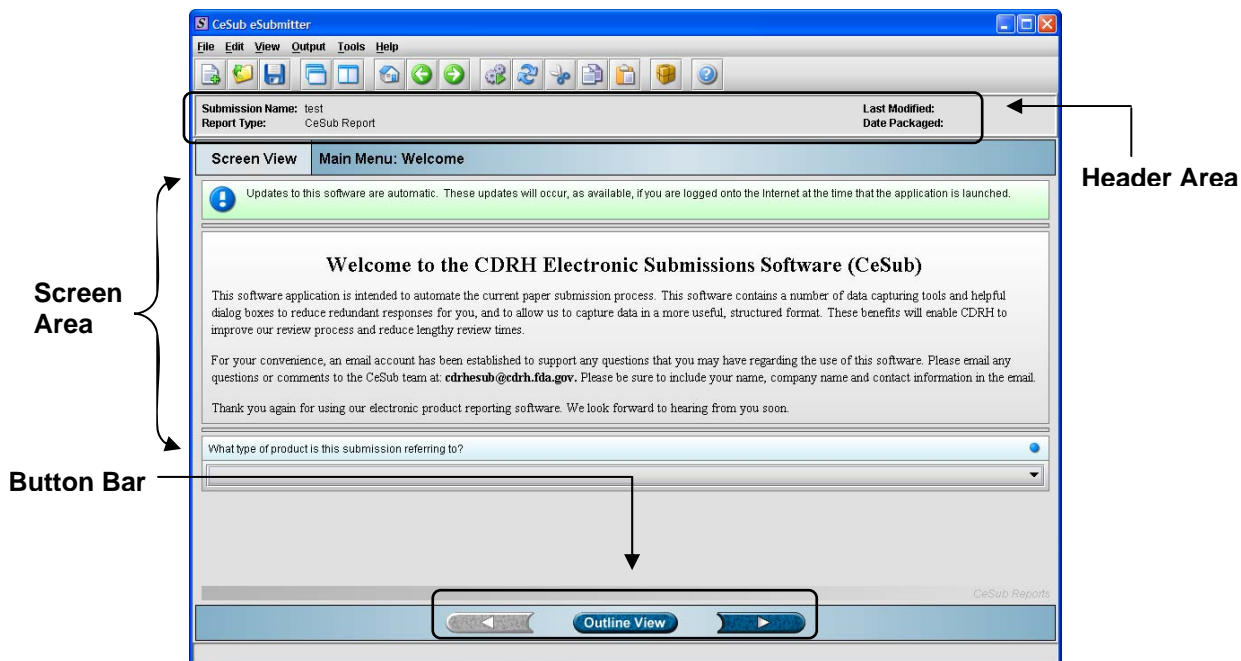 CeSub eSubmitter
File Edit View Output Tools Help
Submission Name: test
Last Modified:
Report Type: CeSub Report
Date Packaged:
Header Area
Screen View
Main Menu: Welcome
Updates to this software are automatic. These updates will occur, as available, if you are logged onto the Internet at the time that the application is launched.
Screen
Area
Welcome to the CDRH Electronic Submissions Software (CeSub)
This software application is intended to automate the current paper submission process. This software contains a number of data capturing tools and helpful
dialog boxes to reduce redundant responses for you, and to allow us to capture data in a more useful, structured format. These benefits will enable CDRH to
improve our review process and reduce lengthy review times.
For your convenience, an email account has been established to support any questions that you may have regarding the use of this software. Please email any
questions or comments to the CeSub team at: cdrhesub@cdrh.fda.gov. Please be sure to include your name, company name and contact information in the email.
Thank you again for using our electronic product reporting software. We look forward to hearing from you soon.
What type of product is this submission referring to?
Button Bar
CeSub Reports
Outline View